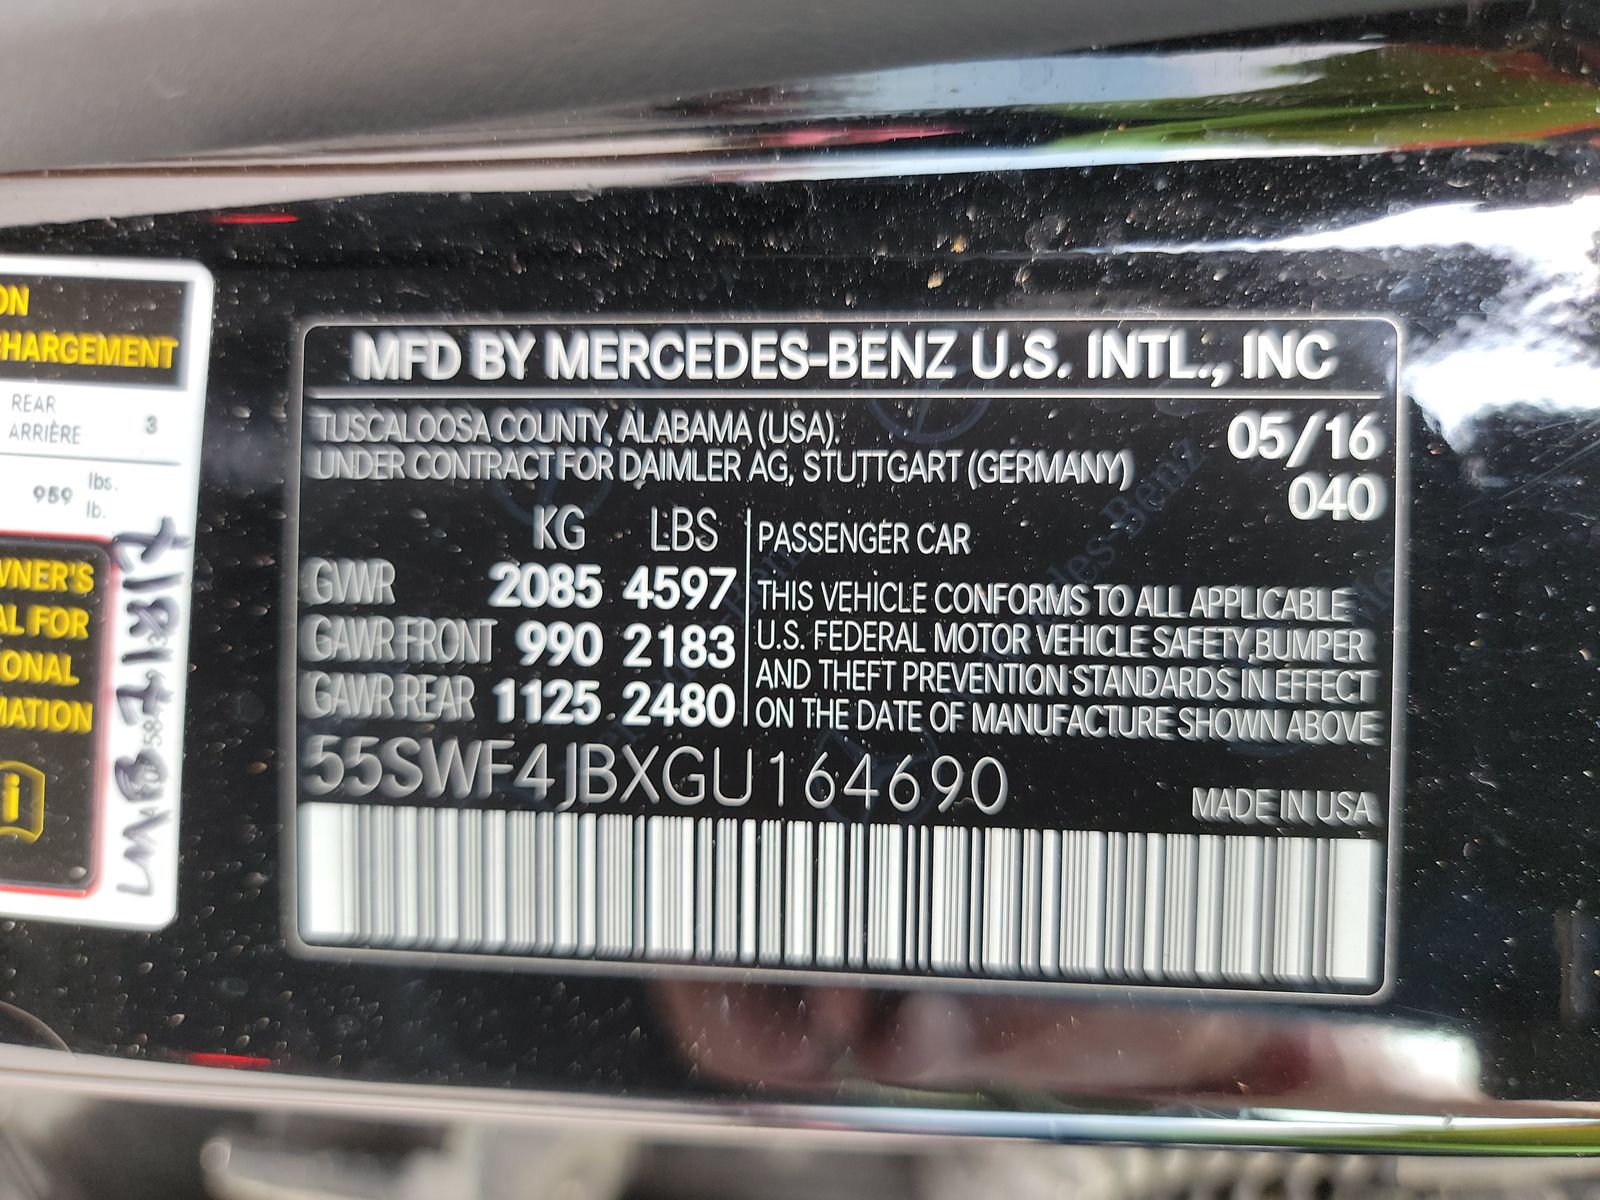 ON
CHARGEMENT
REAR
ARRIÈRE 3
959 lbs.
lb.
WNER'S
AL FOR
IONAL
MATION
MFD BY MERCEDES-BENZ U.S. INTL., INC
TUSCALOOSA COUNTY, ALABAMA (USA).
UNDER CONTRACT FOR DAIMLER AG, STUTTGART (GERMANY)
05/16
040
KG LBS
GVWR 2085 4597
GAWR FRONT 990 2183
GAWR REAR 1125 2480
PASSENGER CAR
THIS VEHICLE CONFORMS TO ALL APPLICABLE
U.S. FEDERAL MOTOR VEHICLE SAFETY, BUMPER
AND THEFT PREVENTION STANDARDS IN EFFECT
ON THE DATE OF MANUFACTURE SHOWN ABOVE
55SWF4JBXGU164690
MADE IN USA